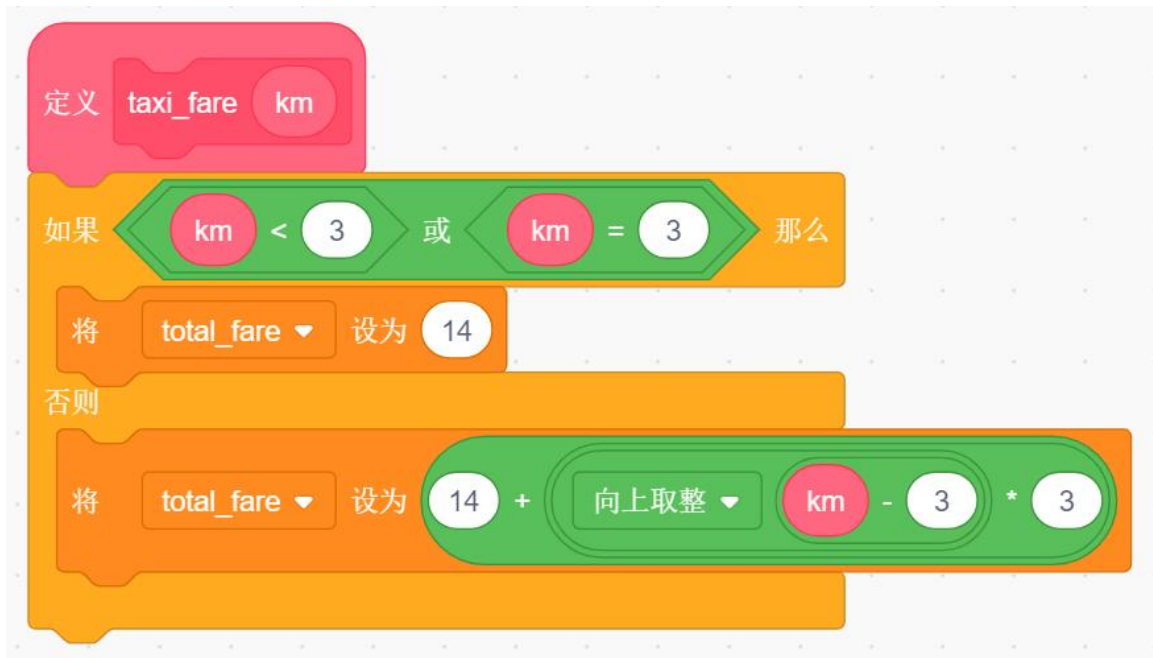 定义 taxi_fare km
如果 km < 3 或 km = 3 那么
将 total_fare 设为 14
否则
将 total_fare 设为 14 + 向上取整 km - 3 * 3